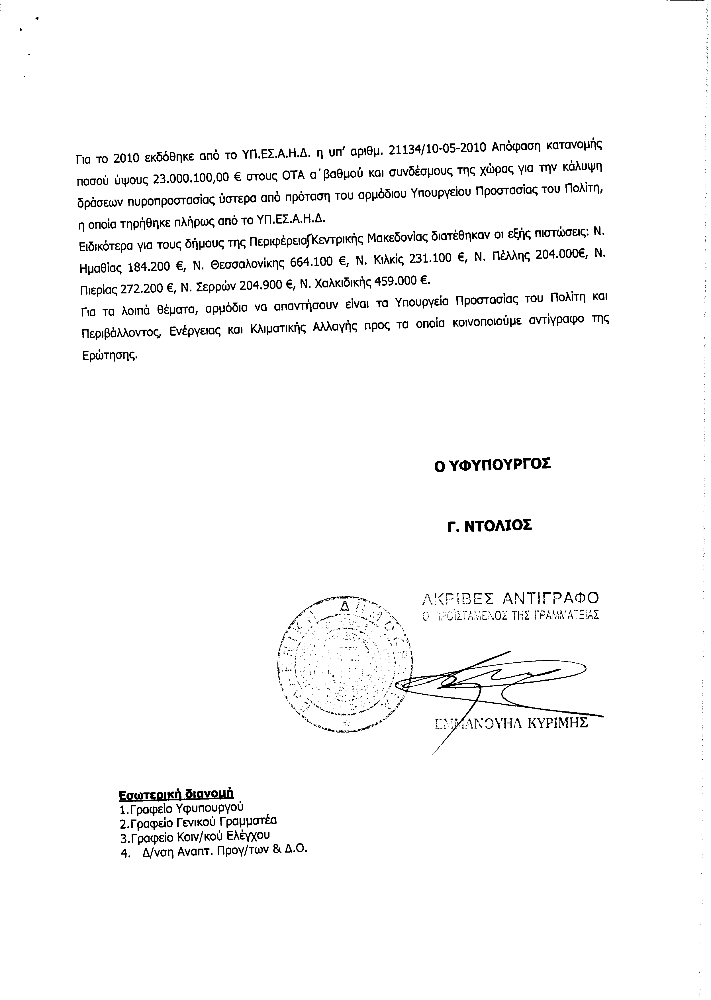 Για το 2010 εκδόθηκε από το ΥΠ.ΕΣ.Α.Η.Δ. η υπ' αριθμ. 21134/10-05-2010 Απόφαση κατανομής
ποσού ύψους 23.000.100,00 € στους ΟΤΑ α' βαθμού και συνδέσμους της χώρας για την κάλυψη
δράσεων πυροπροστασίας ύστερα από πρόταση του αρμόδιου Υπουργείου Προστασίας του Πολίτη,
η οποία τηρήθηκε πλήρως από το ΥΠ.ΕΣ.Α.Η.Δ.
Ειδικότερα για τους δήμους της Περιφέρειας Κεντρικής Μακεδονίας διατέθηκαν οι εξής πιστώσεις: Ν.
Ημαθίας 184.200 €, Ν. Θεσσαλονίκης 664.100 €, Ν. Κιλκίς 231.100 €, Ν. Πέλλης 204.000€, Ν.
Πιερίας 272.200 €, Ν. Σερρών 204.900 €, Ν. Χαλκιδικής 459.000 €.
Για τα λοιπά θέματα, αρμόδια να απαντήσουν είναι τα Υπουργεία Προστασίας του Πολίτη και
Περιβάλλοντος, Ενέργειας και Κλιματικής Αλλαγής προς τα οποία κοινοποιούμε αντίγραφο της
Ερώτησης.
Ο ΥΦΥΠΟΥΡΓΟΣ
Γ. ΝΤΟΛΙΟΣ
ΑΚΡΙΒΕΣ ΑΝΤΙΓΡΑΦΟ
Ο ΠΡΟΪΣΤΑΜΕΝΟΣ ΤΗΣ ΓΡΑΜΜΑΤΕΙΑΣ
ΕΛΛΗΝΙΚΗ ΔΗΜΟΚΡΑΤΙΑ
ΕΜΜΑΝΟΥΗΛ ΚΥΡΙΜΗΣ
Εσωτερική διανομή
1.Γραφείο Υφυπουργού
2.Γραφείο Γενικού Γραμματέα
3.Γραφείο Κοιν/κού Ελέγχου
4. Δ/νση Αναπτ. Προγ/των & Δ.Ο.